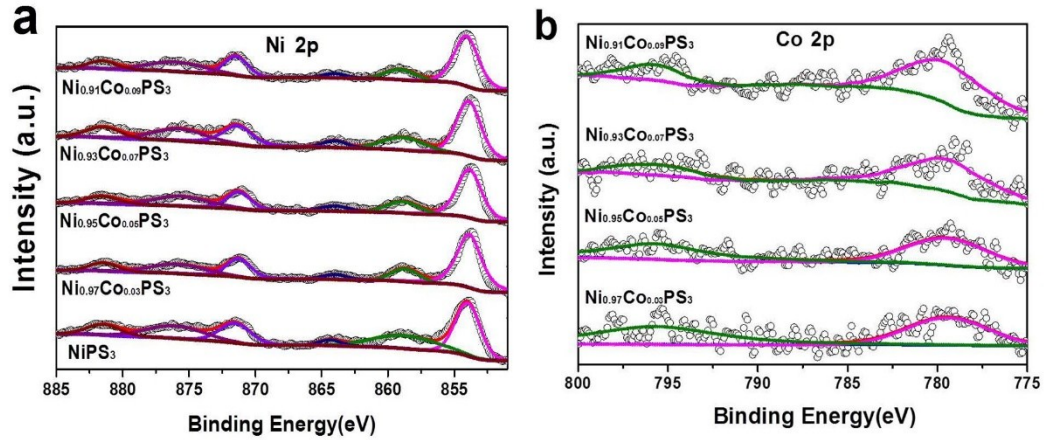 a
Ni 2p
Ni₀.₉₁Co₀.₀₉PS₃
Ni₀.₉₃Co₀.₀₇PS₃
Ni₀.₉₅Co₀.₀₅PS₃
Ni₀.₉₇Co₀.₀₃PS₃
NiPS₃
Intensity (a.u.)
885 880 875 870 865 860 855
Binding Energy(eV)
b
Co 2p
Ni₀.₉₁Co₀.₀₉PS₃
Ni₀.₉₃Co₀.₀₇PS₃
Ni₀.₉₅Co₀.₀₅PS₃
Ni₀.₉₇Co₀.₀₃PS₃
Intensity (a.u.)
800 795 790 785 780 775
Binding Energy(eV)